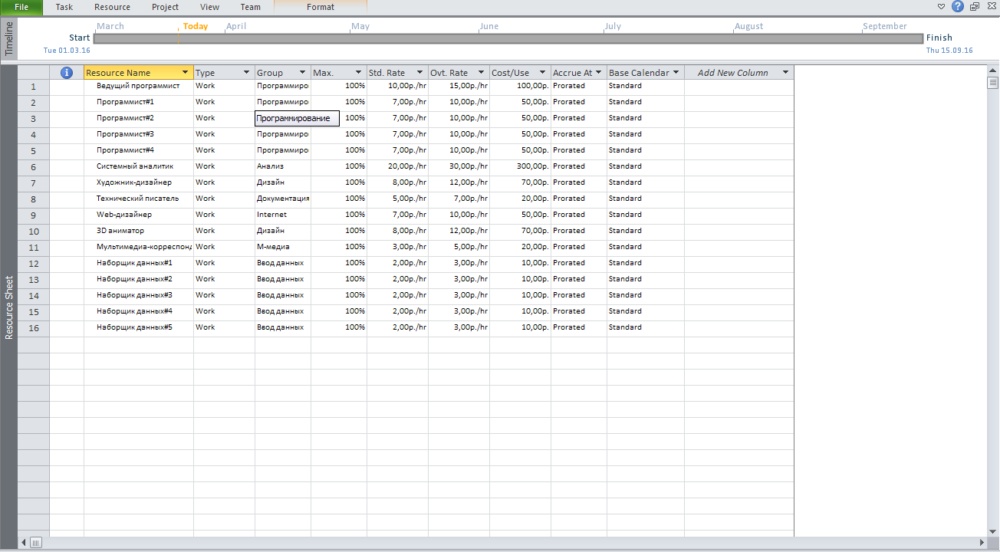 File Task Resource Project View Team Format
Timeline
March Today April May June July August September
Start Finish
Tue 01.03.16 Thu 15.09.16
Resource Name Type Group Max. Std. Rate Ovt. Rate Cost/Use Accrue At Base Calendar Add New Column
1 Ведущий программист Work Программиро 100% 10,00р./hr 15,00р./hr 100,00р. Prorated Standard
2 Программист#1 Work Программиро 100% 7,00р./hr 10,00р./hr 50,00р. Prorated Standard
3 Программист#2 Work Программирование 100% 7,00р./hr 10,00р./hr 50,00р. Prorated Standard
4 Программист#3 Work Программиро 100% 7,00р./hr 10,00р./hr 50,00р. Prorated Standard
5 Программист#4 Work Программиро 100% 7,00р./hr 10,00р./hr 50,00р. Prorated Standard
6 Системный аналитик Work Анализ 100% 20,00р./hr 30,00р./hr 300,00р. Prorated Standard
7 Художник-дизайнер Work Дизайн 100% 8,00р./hr 12,00р./hr 70,00р. Prorated Standard
8 Технический писатель Work Документация 100% 5,00р./hr 7,00р./hr 20,00р. Prorated Standard
9 Web-дизайнер Work Internet 100% 7,00р./hr 10,00р./hr 50,00р. Prorated Standard
10 3D аниматор Work Дизайн 100% 8,00р./hr 12,00р./hr 70,00р. Prorated Standard
11 Мультимедиа-корреспонд Work М-медиа 100% 3,00р./hr 5,00р./hr 20,00р. Prorated Standard
12 Наборщик данных#1 Work Ввод данных 100% 2,00р./hr 3,00р./hr 10,00р. Prorated Standard
13 Наборщик данных#2 Work Ввод данных 100% 2,00р./hr 3,00р./hr 10,00р. Prorated Standard
14 Наборщик данных#3 Work Ввод данных 100% 2,00р./hr 3,00р./hr 10,00р. Prorated Standard
15 Наборщик данных#4 Work Ввод данных 100% 2,00р./hr 3,00р./hr 10,00р. Prorated Standard
16 Наборщик данных#5 Work Ввод данных 100% 2,00р./hr 3,00р./hr 10,00р. Prorated Standard
Resource Sheet